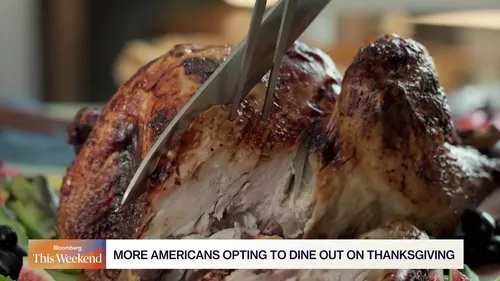 Bloomberg
This Weekend
MORE AMERICANS OPTING TO DINE OUT ON THANKSGIVING